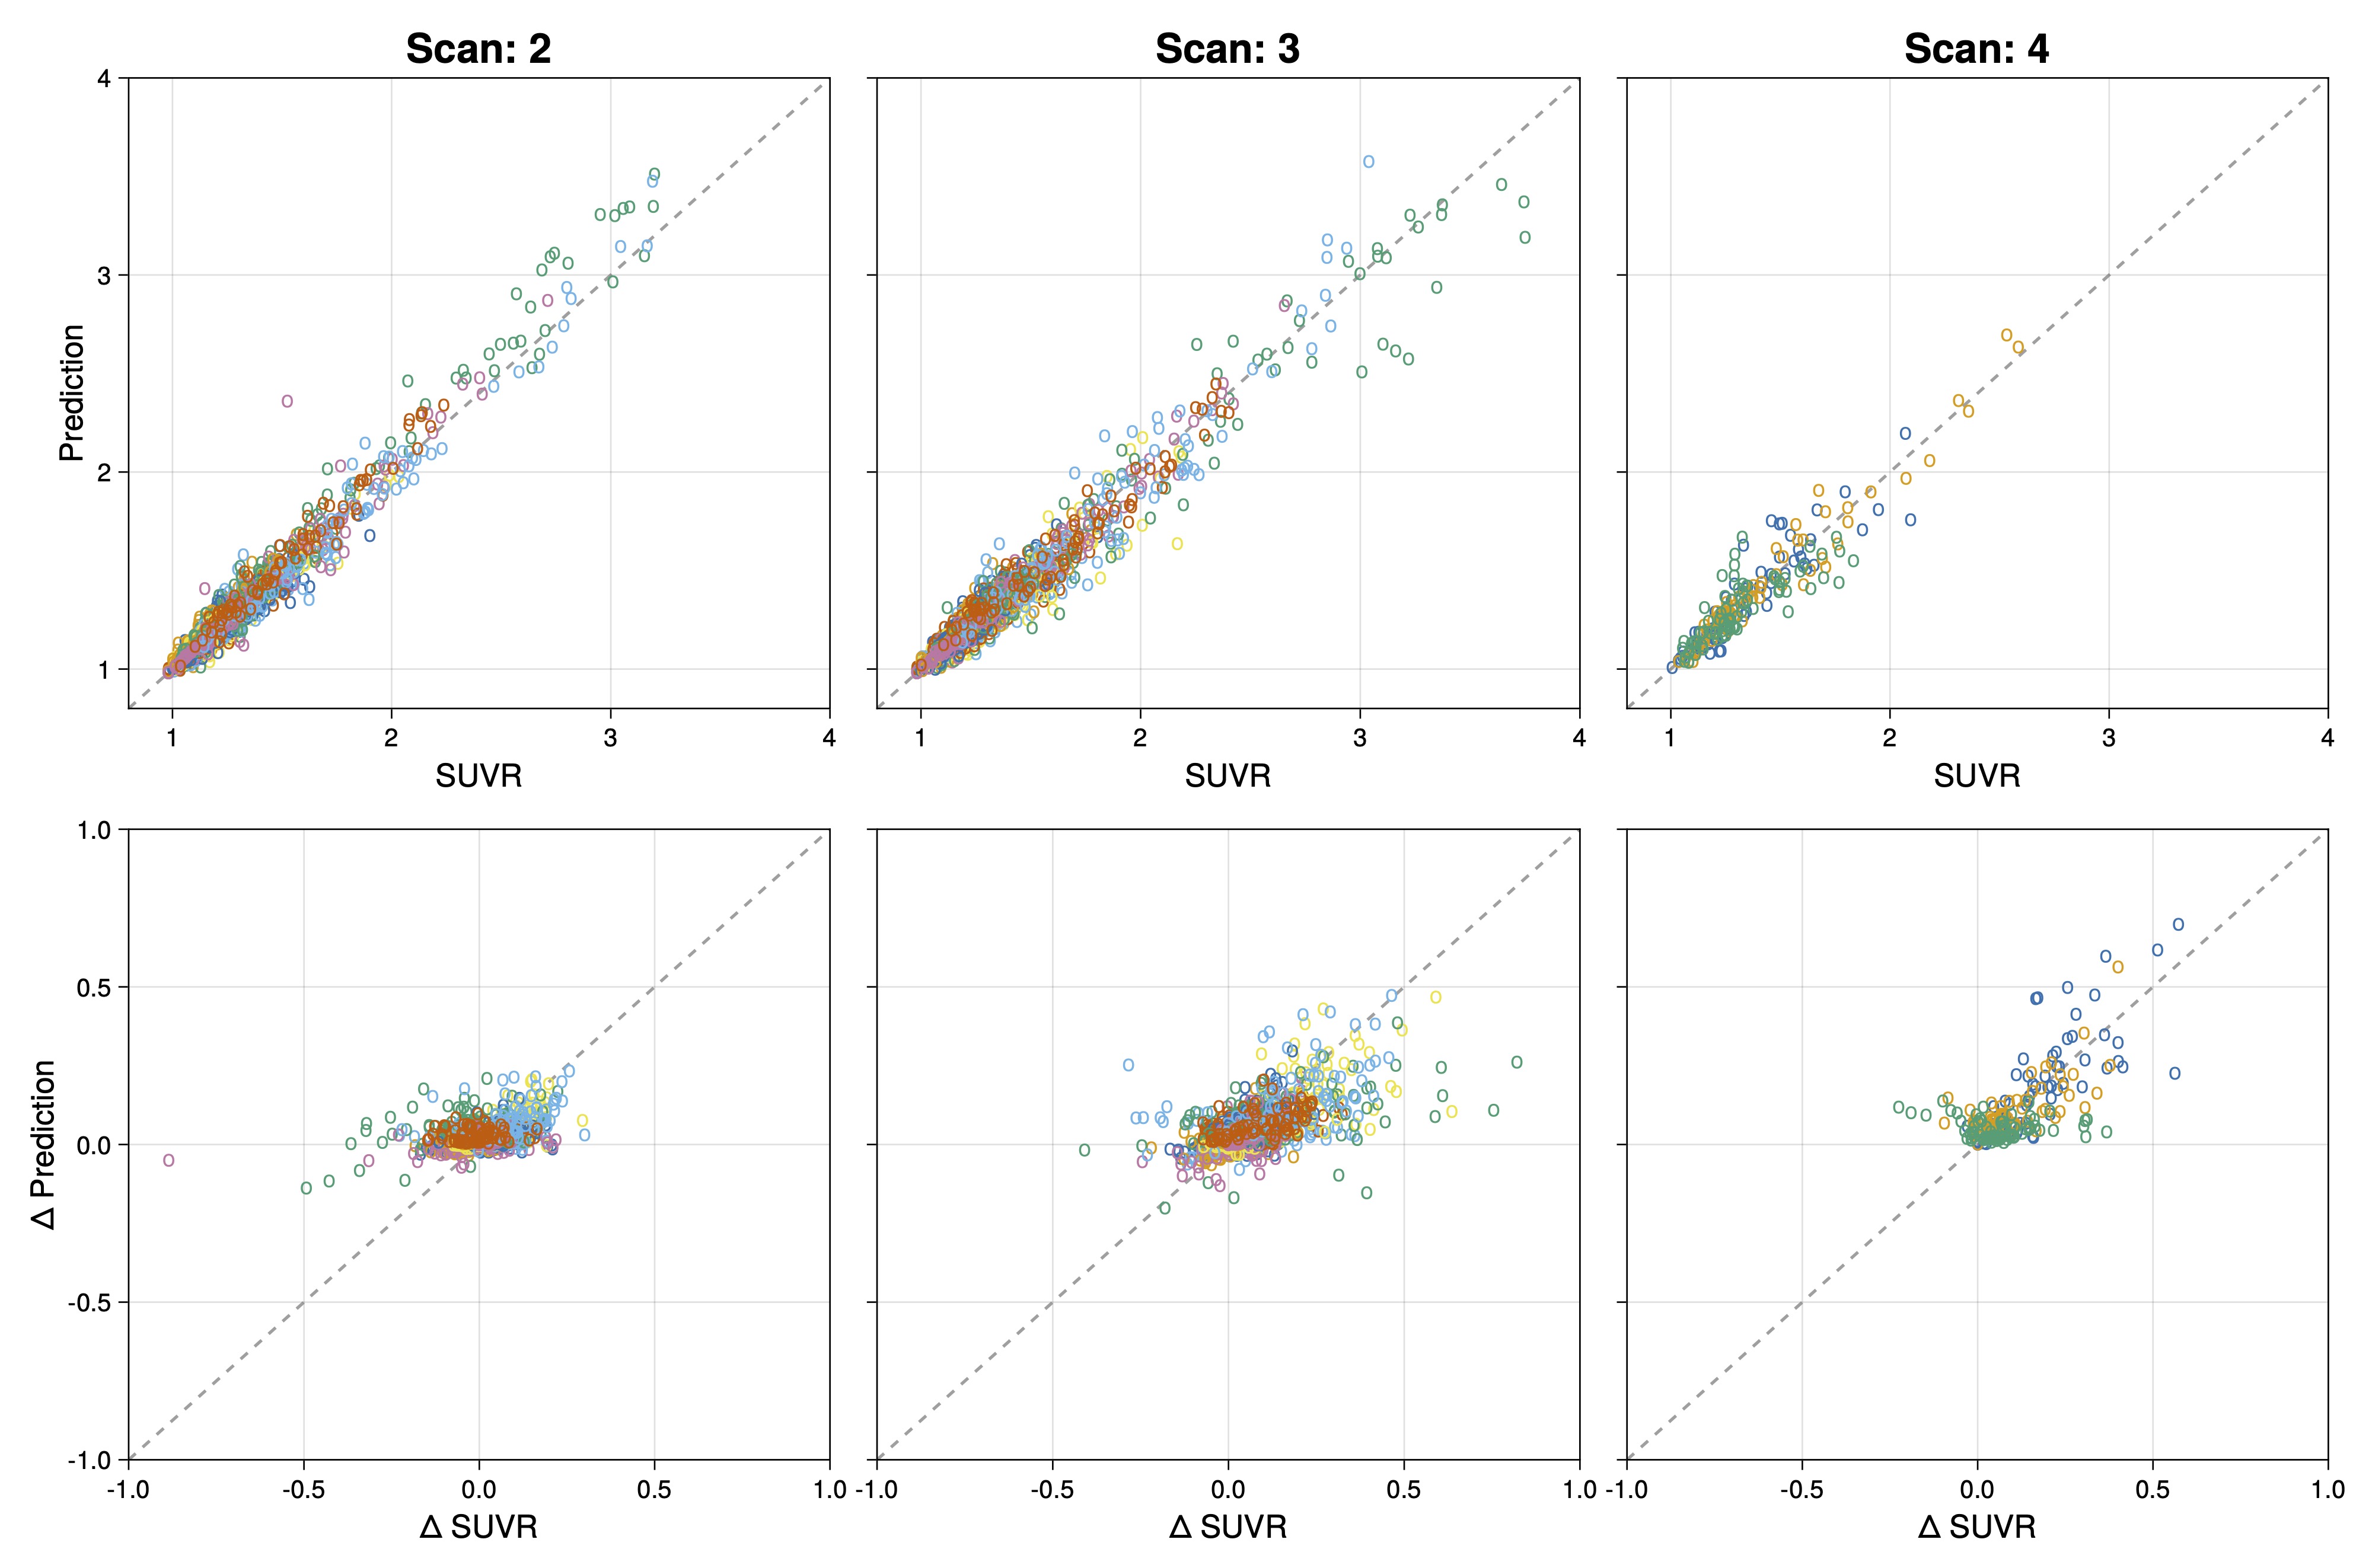 Scan: 2
Scan: 3
Scan: 4
4
3
2
1
Prediction
1 2 3 4
1 2 3 4
1 2 3 4
SUVR
SUVR
SUVR
1.0
0.5
0.0
-0.5
-1.0
Δ Prediction
-1.0 -0.5 0.0 0.5 1.0
-1.0 -0.5 0.0 0.5 1.0
-1.0 -0.5 0.0 0.5 1.0
Δ SUVR
Δ SUVR
Δ SUVR